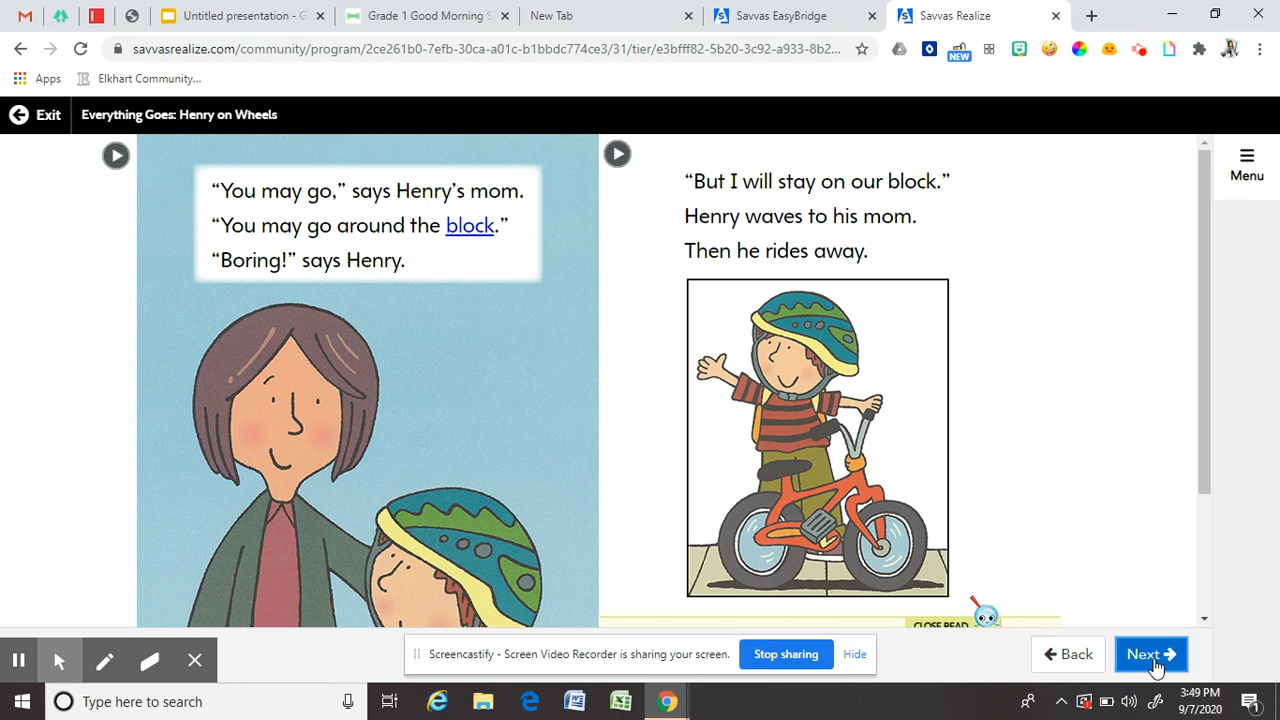 Untitled presentation - G
Grade 1 Good Morning S
New Tab
Savvas EasyBridge
Savvas Realize
savvasrealize.com/community/program/2ce261b0-7efb-30ca-a01c-b1bbdc774ce3/31/tier/e3bfff82-5b20-3c92-a933-8b2...
NEW
Apps
Elkhart Community...
Exit
Everything Goes: Henry on Wheels
Menu
“You may go,” says Henry’s mom.
“You may go around the block.”
“Boring!” says Henry.
“But I will stay on our block.”
Henry waves to his mom.
Then he rides away.
CLOSE READ
Screencastify - Screen Video Recorder is sharing your screen.
Stop sharing
Hide
Back
Next
Type here to search
3:49 PM
9/7/2020
1